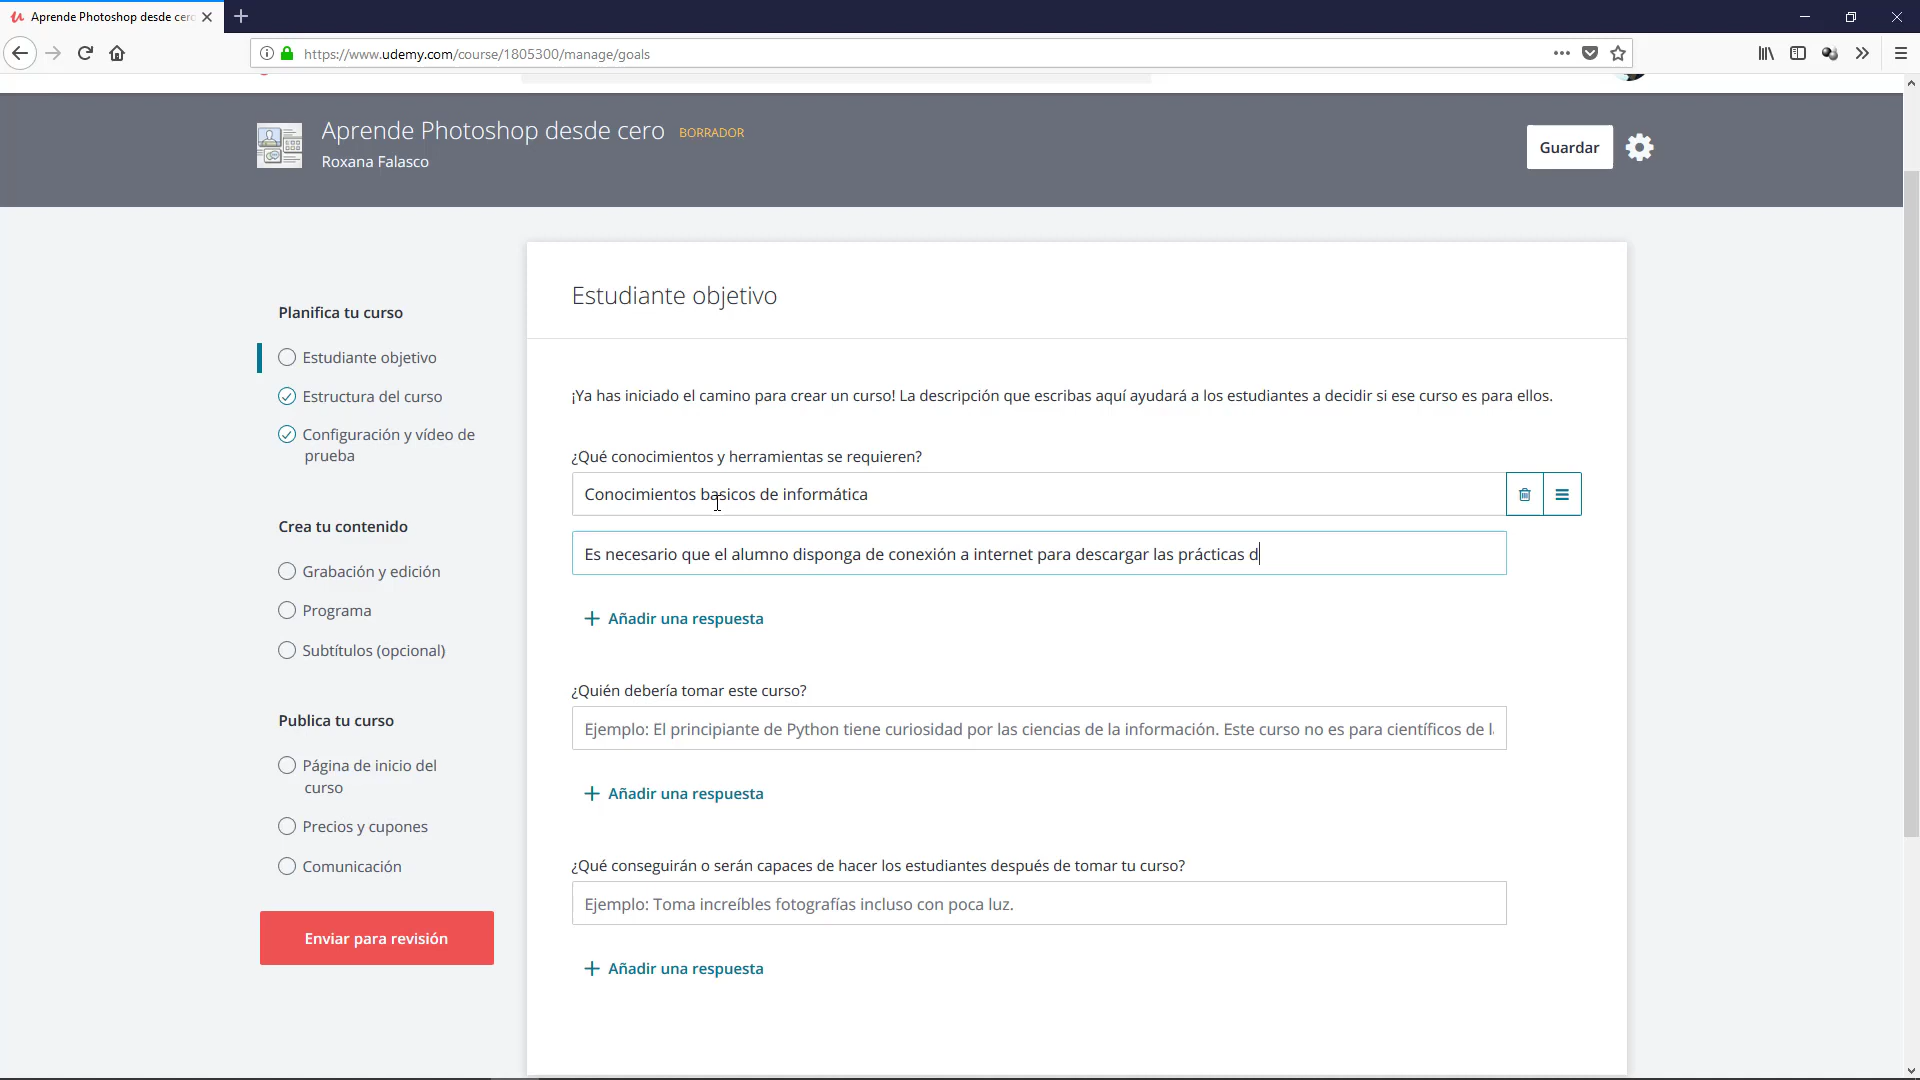 Aprende Photoshop desde cero
https://www.udemy.com/course/1805300/manage/goals
Aprende Photoshop desde cero BORRADOR
Roxana Falasco
Guardar
Planifica tu curso
Estudiante objetivo
Estructura del curso
Configuración y vídeo de
prueba
Crea tu contenido
Grabación y edición
Programa
Subtítulos (opcional)
Publica tu curso
Página de inicio del
curso
Precios y cupones
Comunicación
Enviar para revisión
Estudiante objetivo
¡Ya has iniciado el camino para crear un curso! La descripción que escribas aquí ayudará a los estudiantes a decidir si ese curso es para ellos.
¿Qué conocimientos y herramientas se requieren?
Conocimientos basicos de informática
Es necesario que el alumno disponga de conexión a internet para descargar las prácticas d
+ Añadir una respuesta
¿Quién debería tomar este curso?
Ejemplo: El principiante de Python tiene curiosidad por las ciencias de la información. Este curso no es para científicos de
+ Añadir una respuesta
¿Qué conseguirán o serán capaces de hacer los estudiantes después de tomar tu curso?
Ejemplo: Toma increíbles fotografías incluso con poca luz.
+ Añadir una respuesta